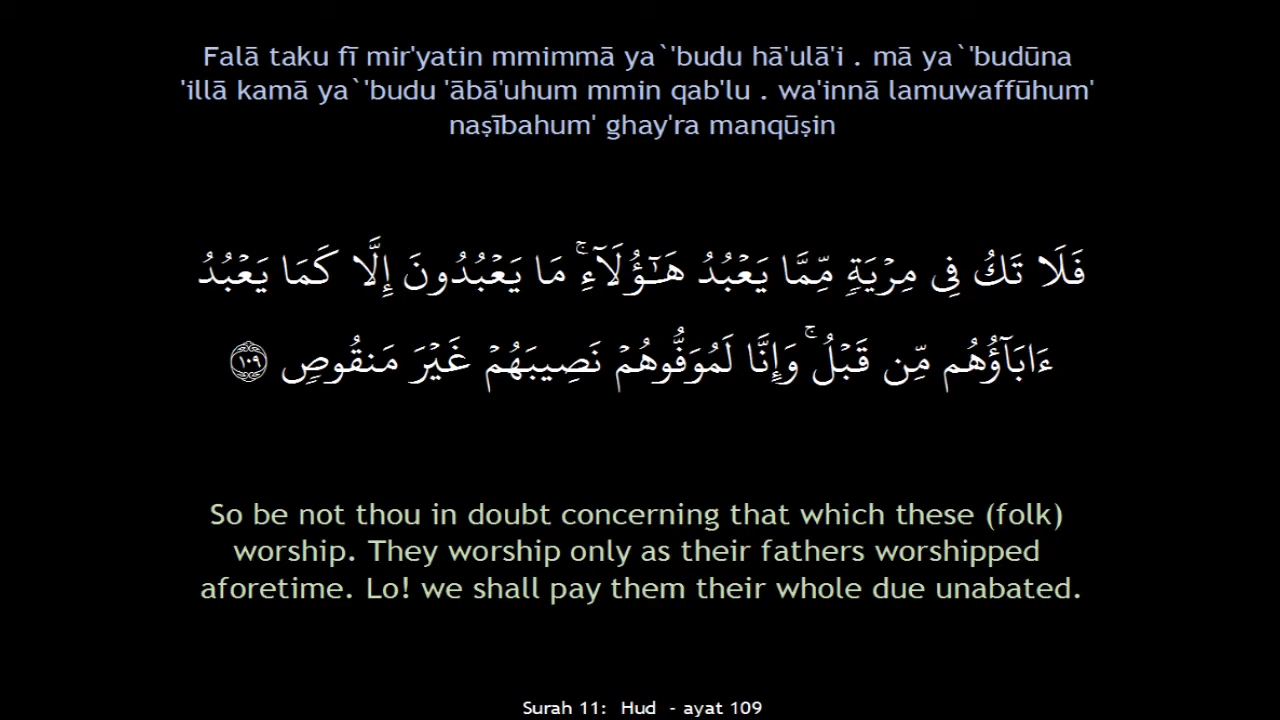 Falā taku fī mir'yatin mmimmā ya`'budu hā'ulā'i . mā ya`'budūna
'illā kamā ya`'budu 'ābā'uhum mmin qab'lu . wa'innā lamuwaffūhum'
naṣībahum' ghay'ra manqūṣin
فَلَا تَكُ فِى مِرْيَةٍ مِّمَّا يَعْبُدُ هَـٰٓؤُلَآءِ ۚ مَا يَعْبُدُونَ إِلَّا كَمَا يَعْبُدُ
ءَابَآؤُهُم مِّن قَبْلُ ۚ وَإِنَّا لَمُوَفُّوهُمْ نَصِيبَهُمْ غَيْرَ مَنقُوصٍ ١٠٩
So be not thou in doubt concerning that which these (folk)
worship. They worship only as their fathers worshipped
aforetime. Lo! we shall pay them their whole due unabated.
Surah 11: Hud - ayat 109